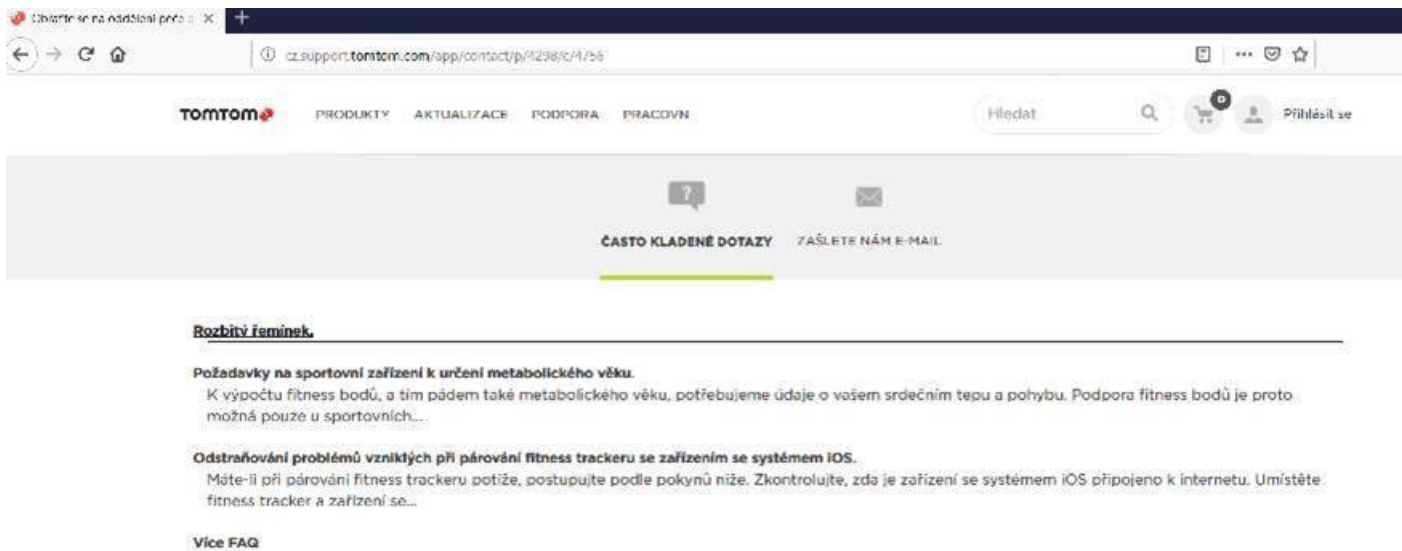 Obraťte se na oddělení péče o
cz.support.tomtom.com/app/contact/p/4298/c/4756
TOMTOM PRODUKTY AKTUALIZACE PODPORA PRACOVN Hledat 0 Přihlásit se
?
ČASTO KLADENÉ DOTAZY ZAŠLETE NÁM E-MAIL
Rozbitý řemínek.
Požadavky na sportovní zařízení k určení metabolického věku.
K výpočtu fitness bodů, a tím pádem také metabolického věku, potřebujeme údaje o vašem srdečním tepu a pohybu. Podpora fitness bodů je proto
možná pouze u sportovních...
Odstraňování problémů vzniklých při párování fitness trackeru se zařízením se systémem iOS.
Máte-li při párování fitness trackeru potíže, postupujte podle pokynů níže. Zkontrolujte, zda je zařízení se systémem iOS připojeno k internetu. Umístěte
fitness tracker a zařízení se...
Více FAQ